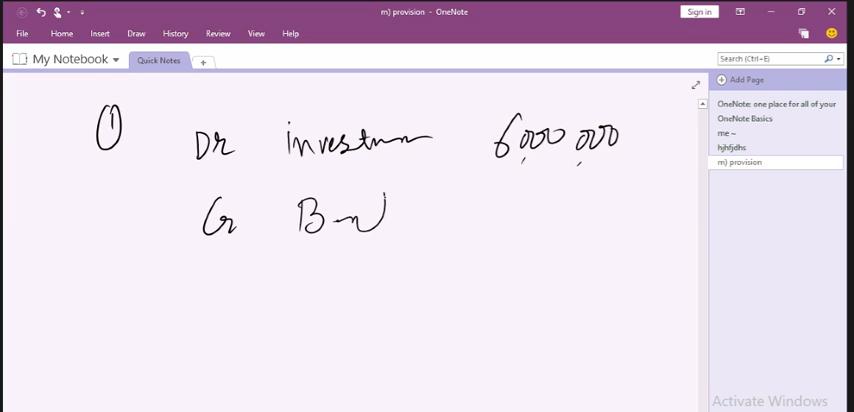 m) provision - OneNote
Sign in
File Home Insert Draw History Review View Help
My Notebook
Quick Notes
Search (Ctrl+E)
Add Page
OneNote: one place for all of your
OneNote Basics
me ~
hjhfjdhs
m) provision
① Dr investm 6,000,000
Cr
Activate Windows